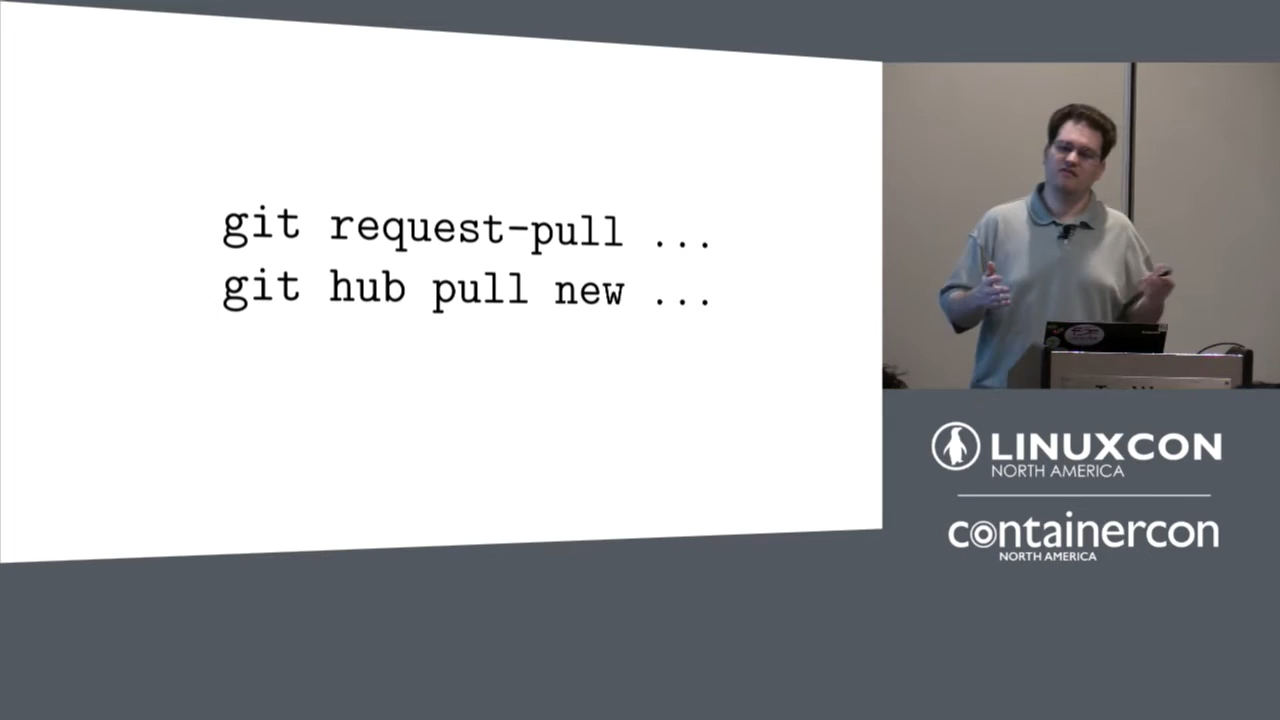 git request-pull ...
git hub pull new ...
LINUXCON
NORTH AMERICA
containercon
NORTH AMERICA